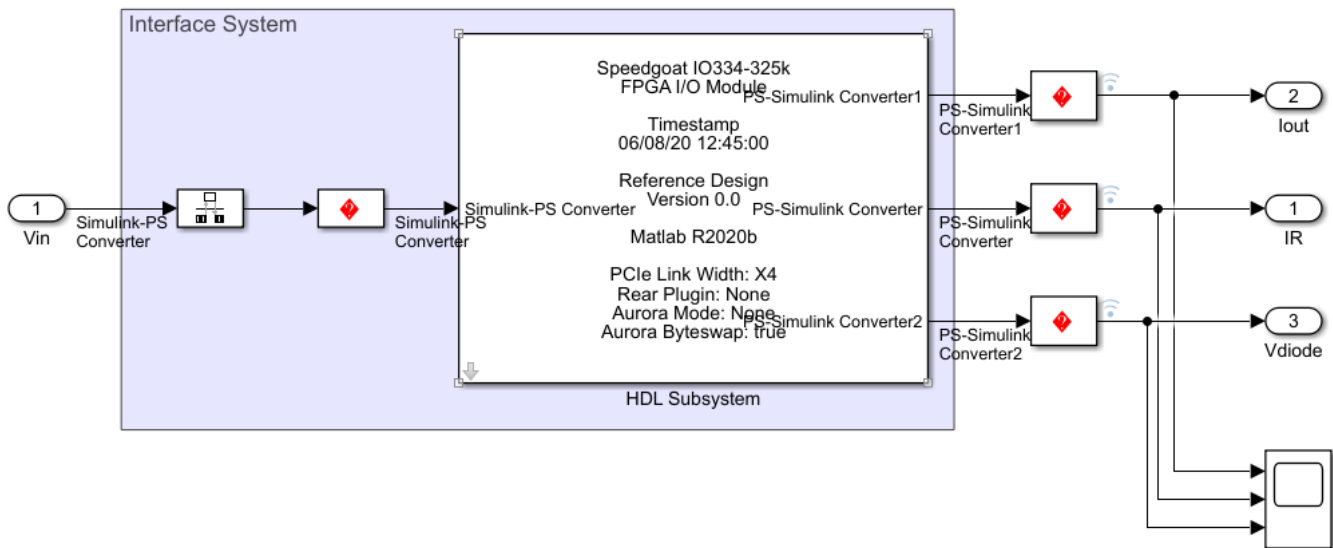 Interface System
Speedgoat IO334-325k
FPGA I/O Module
Timestamp
06/08/20 12:45:00
Reference Design
Version 0.0
Matlab R2020b
PCIe Link Width: X4
Rear Plugin: None
Aurora Mode: None
Aurora Byteswap: true
1
Vin
Simulink-PS
Converter
Simulink-PS
Converter
Simulink-PS Converter
PS-Simulink Converter1
PS-Simulink Converter
PS-Simulink Converter2
HDL Subsystem
PS-Simulink
Converter1
2
Iout
PS-Simulink
Converter
1
IR
PS-Simulink
Converter2
3
Vdiode